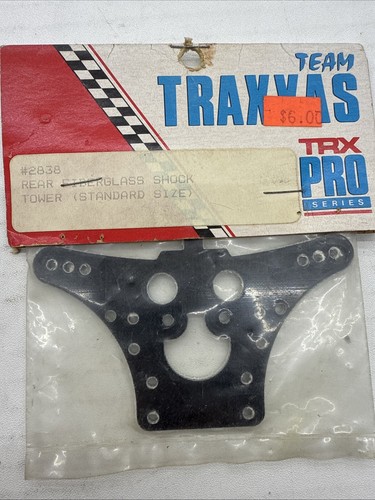 TEAM
TRAXXAS
$6.00
TRX
PRO
SERIES
#2838
REAR FIBERGLASS SHOCK
TOWER (STANDARD SIZE)